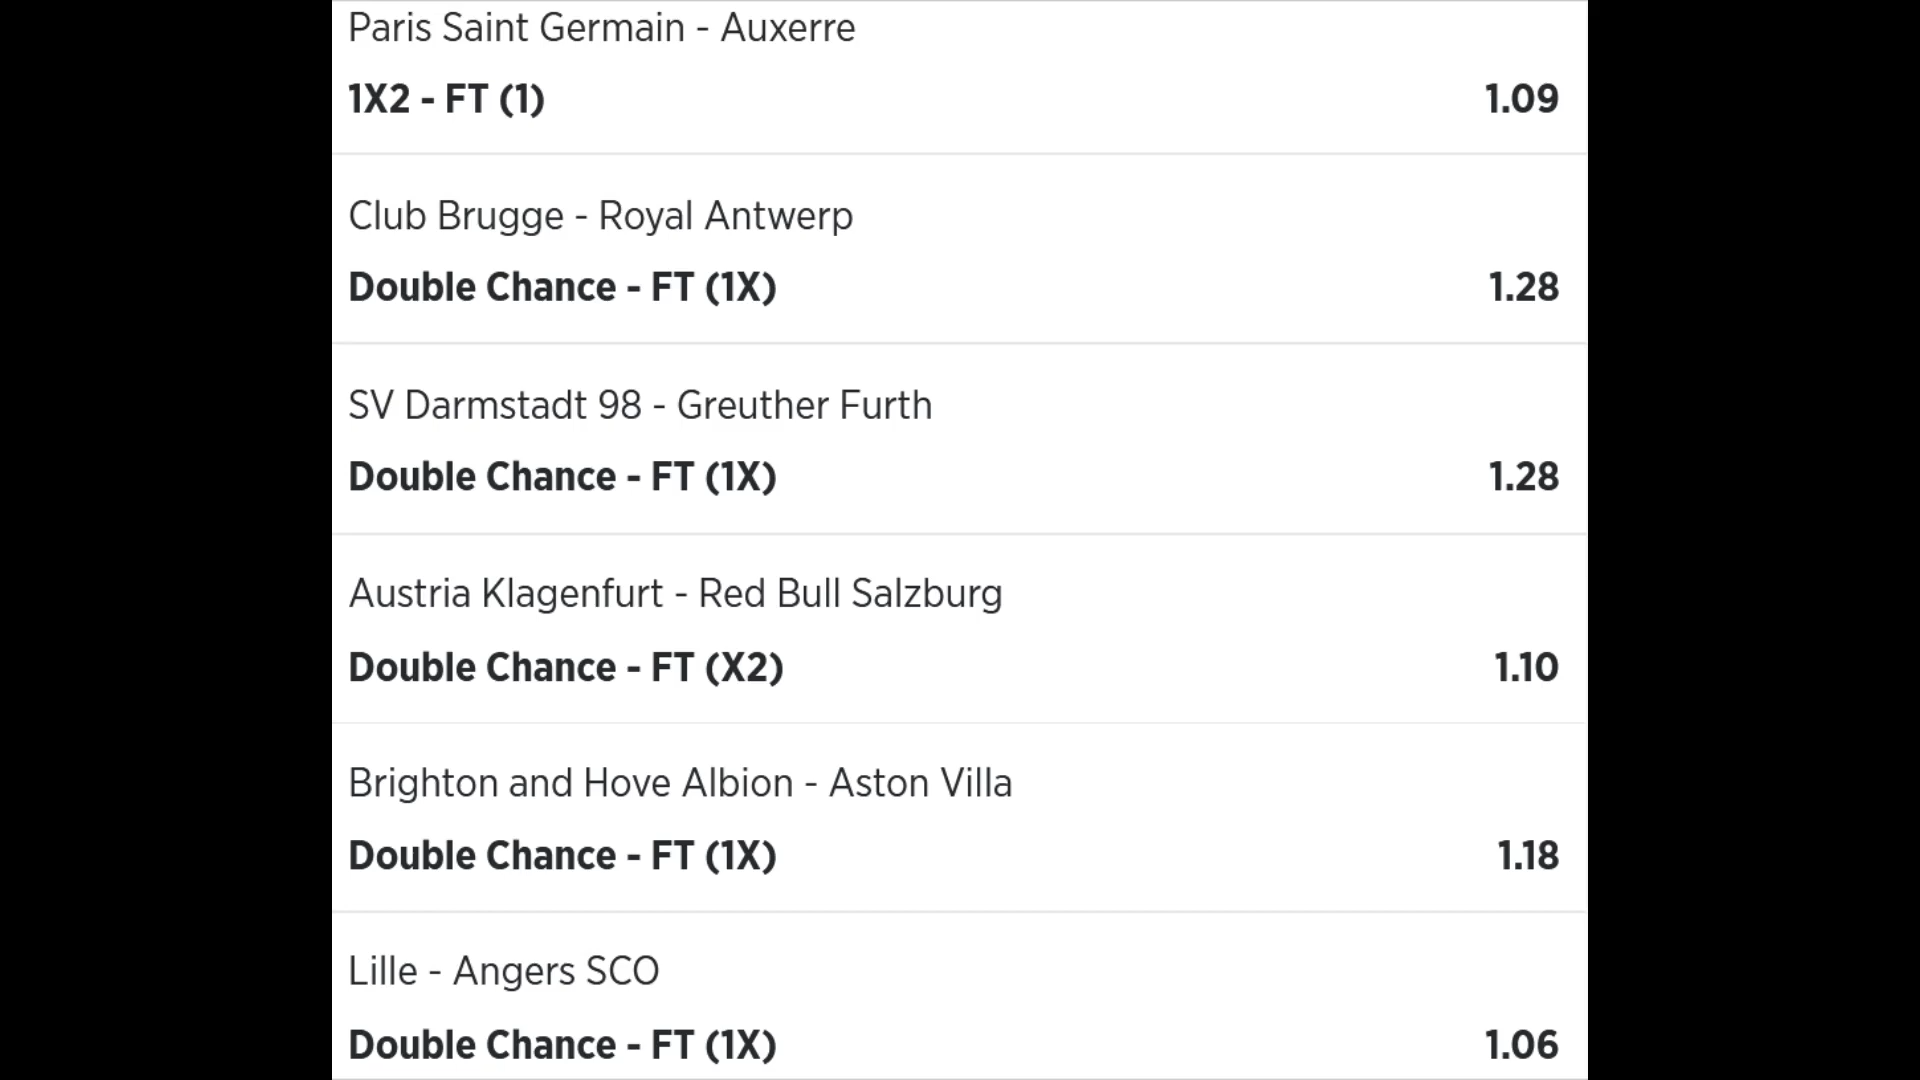 Paris Saint Germain - Auxerre
1X2 - FT (1) 1.09
Club Brugge - Royal Antwerp
Double Chance - FT (1X) 1.28
SV Darmstadt 98 - Greuther Furth
Double Chance - FT (1X) 1.28
Austria Klagenfurt - Red Bull Salzburg
Double Chance - FT (X2) 1.10
Brighton and Hove Albion - Aston Villa
Double Chance - FT (1X) 1.18
Lille - Angers SCO
Double Chance - FT (1X) 1.06